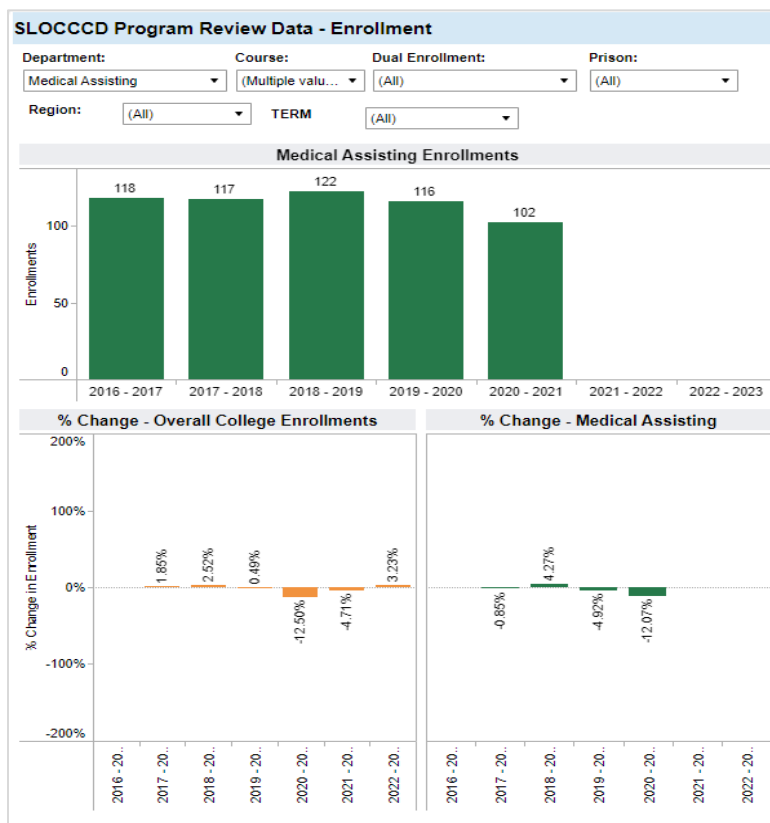 SLOCCCD Program Review Data - Enrollment
Department: Course: Dual Enrollment: Prison:
Medical Assisting (Multiple valu... (All) (All)
Region: (All) TERM (All)
Medical Assisting Enrollments
118 117 122 116 102
Enrollments
100
50
0
2016 - 2017 2017 - 2018 2018 - 2019 2019 - 2020 2020 - 2021 2021 - 2022 2022 - 2023
% Change - Overall College Enrollments
% Change in Enrollment
200%
100%
0%
-100%
-200%
1.85% 2.52% 0.49% -12.50% -4.71% 3.23%
2016 - 20.. 2017 - 20.. 2018 - 20.. 2019 - 20.. 2020 - 20.. 2021 - 20.. 2022 - 20..
% Change - Medical Assisting
-0.85% 4.27% -4.92% -12.07%
2016 - 20.. 2017 - 20.. 2018 - 20.. 2019 - 20.. 2020 - 20.. 2021 - 20.. 2022 - 20..